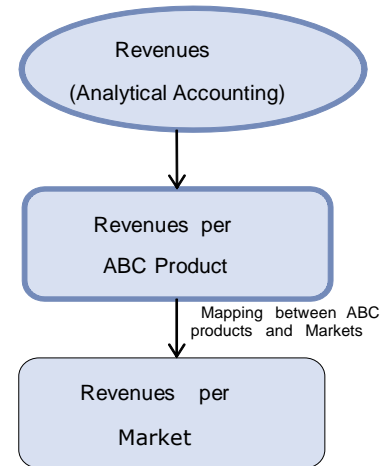 Revenues
(Analytical Accounting)
Revenues per
ABC Product
Mapping between ABC
products and Markets
Revenues per
Market